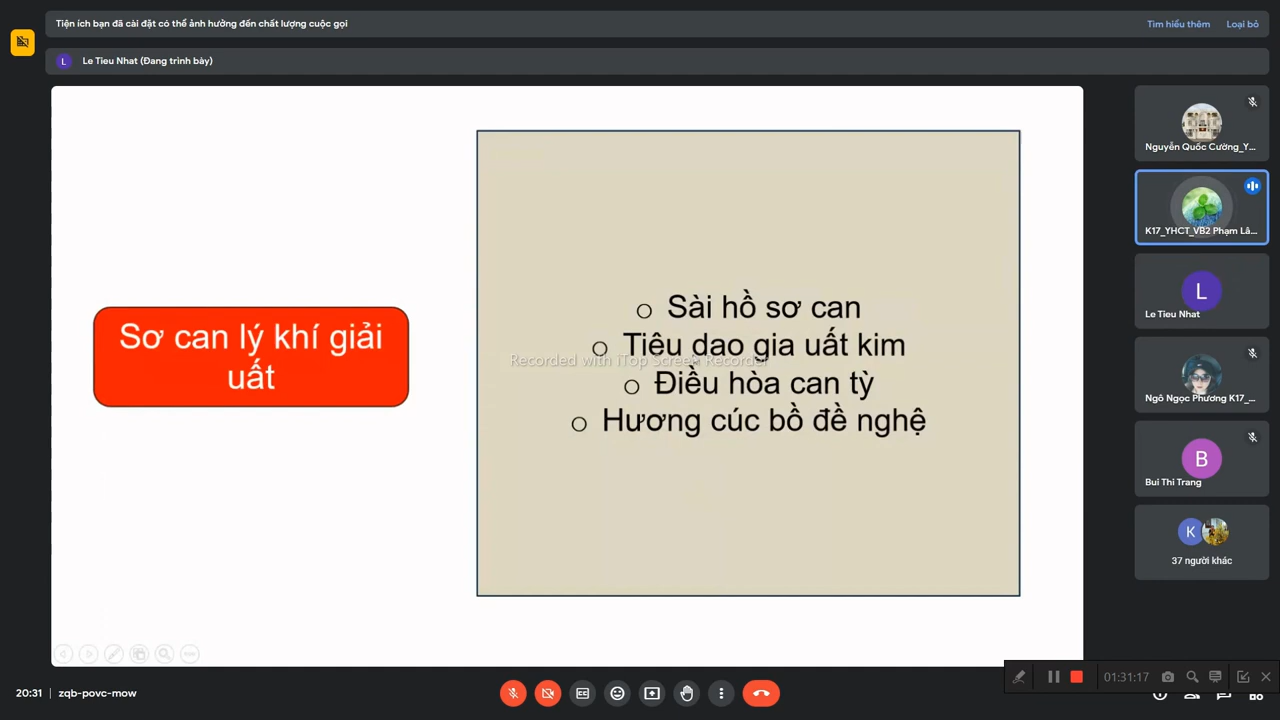 Tiện ích bạn đã cài đặt có thể ảnh hưởng đến chất lượng cuộc gọi
Tìm hiểu thêm
Loại bỏ
L
Le Tieu Nhat (Đang trình bày)
Sơ can lý khí giải
uất
Sài hồ sơ can
Tiêu dao gia uất kim
Điều hòa can tỳ
Hương cúc bồ đề nghệ
Recorded with iTop Screen Recorder
Nguyễn Quốc Cường_Y...
K17_YHCT_VB2 Phạm Lâ...
L
Le Tieu Nhat
Ngô Ngọc Phương K17_...
B
Bui Thi Trang
K
37 người khác
20:31
zqb-povc-mow
01:31:17